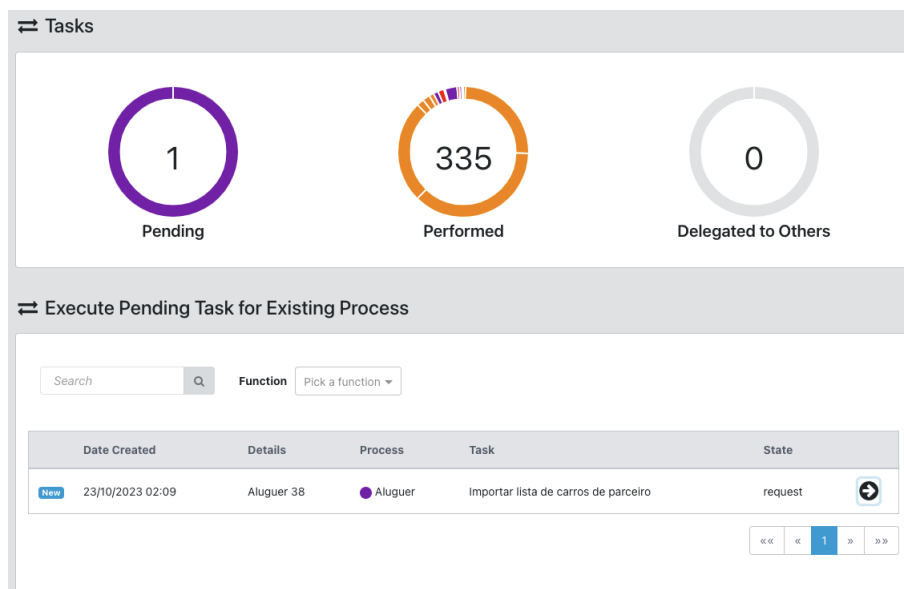 Tasks
1
Pending
335
Performed
0
Delegated to Others
Execute Pending Task for Existing Process
Search
Function Pick a function
Date Created Details Process Task State
New 23/10/2023 02:09 Aluguer 38 Aluguer Importar lista de carros de parceiro request
«« « 1 » »»